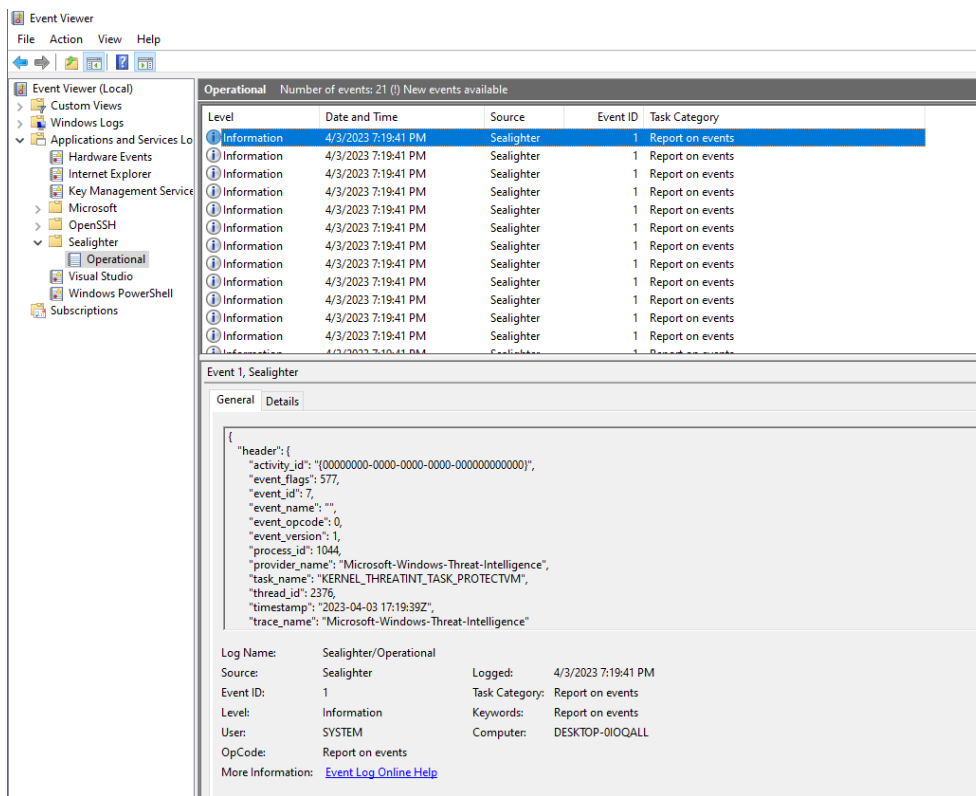 Event Viewer
File Action View Help
Event Viewer (Local)
Custom Views
Windows Logs
Applications and Services Lo
Hardware Events
Internet Explorer
Key Management Service
Microsoft
OpenSSH
Sealighter
Operational
Visual Studio
Windows PowerShell
Subscriptions
Operational Number of events: 21 (!) New events available
Level Date and Time Source Event ID Task Category
Information 4/3/2023 7:19:41 PM Sealighter 1 Report on events
Information 4/3/2023 7:19:41 PM Sealighter 1 Report on events
Information 4/3/2023 7:19:41 PM Sealighter 1 Report on events
Information 4/3/2023 7:19:41 PM Sealighter 1 Report on events
Information 4/3/2023 7:19:41 PM Sealighter 1 Report on events
Information 4/3/2023 7:19:41 PM Sealighter 1 Report on events
Information 4/3/2023 7:19:41 PM Sealighter 1 Report on events
Information 4/3/2023 7:19:41 PM Sealighter 1 Report on events
Information 4/3/2023 7:19:41 PM Sealighter 1 Report on events
Information 4/3/2023 7:19:41 PM Sealighter 1 Report on events
Information 4/3/2023 7:19:41 PM Sealighter 1 Report on events
Information 4/3/2023 7:19:41 PM Sealighter 1 Report on events
Information 4/3/2023 7:19:41 PM Sealighter 1 Report on events
Event 1, Sealighter
General Details
{
"header": {
"activity_id": "{00000000-0000-0000-0000-000000000000}",
"event_flags": 577,
"event_id": 7,
"event_name": "",
"event_opcode": 0,
"event_version": 1,
"process_id": 1044,
"provider_name": "Microsoft-Windows-Threat-Intelligence",
"task_name": "KERNEL_THREATINT_TASK_PROTECTVM",
"thread_id": 2376,
"timestamp": "2023-04-03 17:19:39Z",
"trace_name": "Microsoft-Windows-Threat-Intelligence"
Log Name: Sealighter/Operational
Source: Sealighter Logged: 4/3/2023 7:19:41 PM
Event ID: 1 Task Category: Report on events
Level: Information Keywords: Report on events
User: SYSTEM Computer: DESKTOP-0IOQALL
OpCode: Report on events
More Information: Event Log Online Help